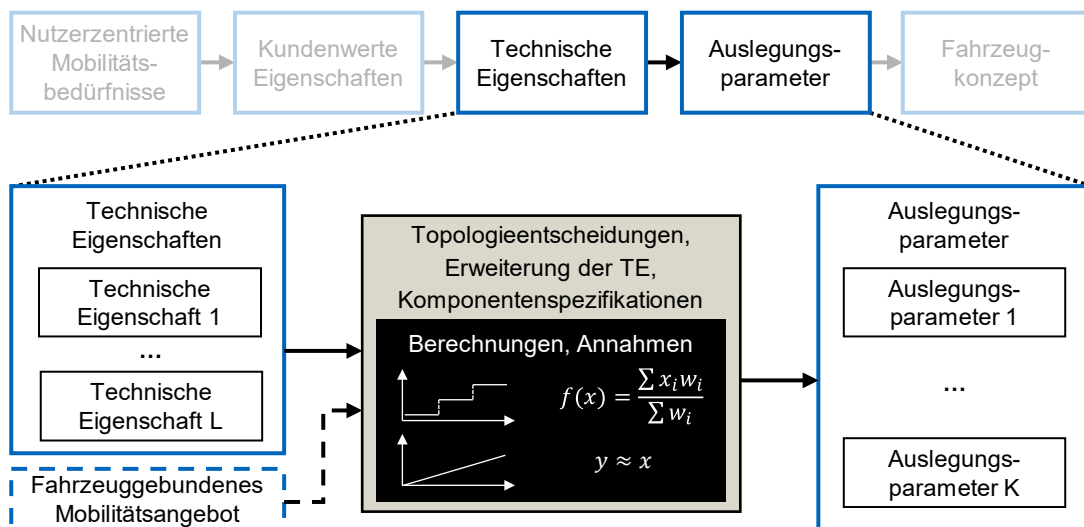 Nutzerzentrierte
Mobilitäts-
bedürfnisse
Kundenwerte
Eigenschaften
Technische
Eigenschaften
Auslegungs-
parameter
Fahrzeug-
konzept
Technische
Eigenschaften
Technische
Eigenschaft 1
...
Technische
Eigenschaft L
Fahrzeuggebundenes
Mobilitätsangebot
Topologieentscheidungen,
Erweiterung der TE,
Komponentenspezifikationen
Berechnungen, Annahmen
f(x) = ∑ x_i w_i / ∑ w_i
y ≈ x
Auslegungs-
parameter
Auslegungs-
parameter 1
...
Auslegungs-
parameter K